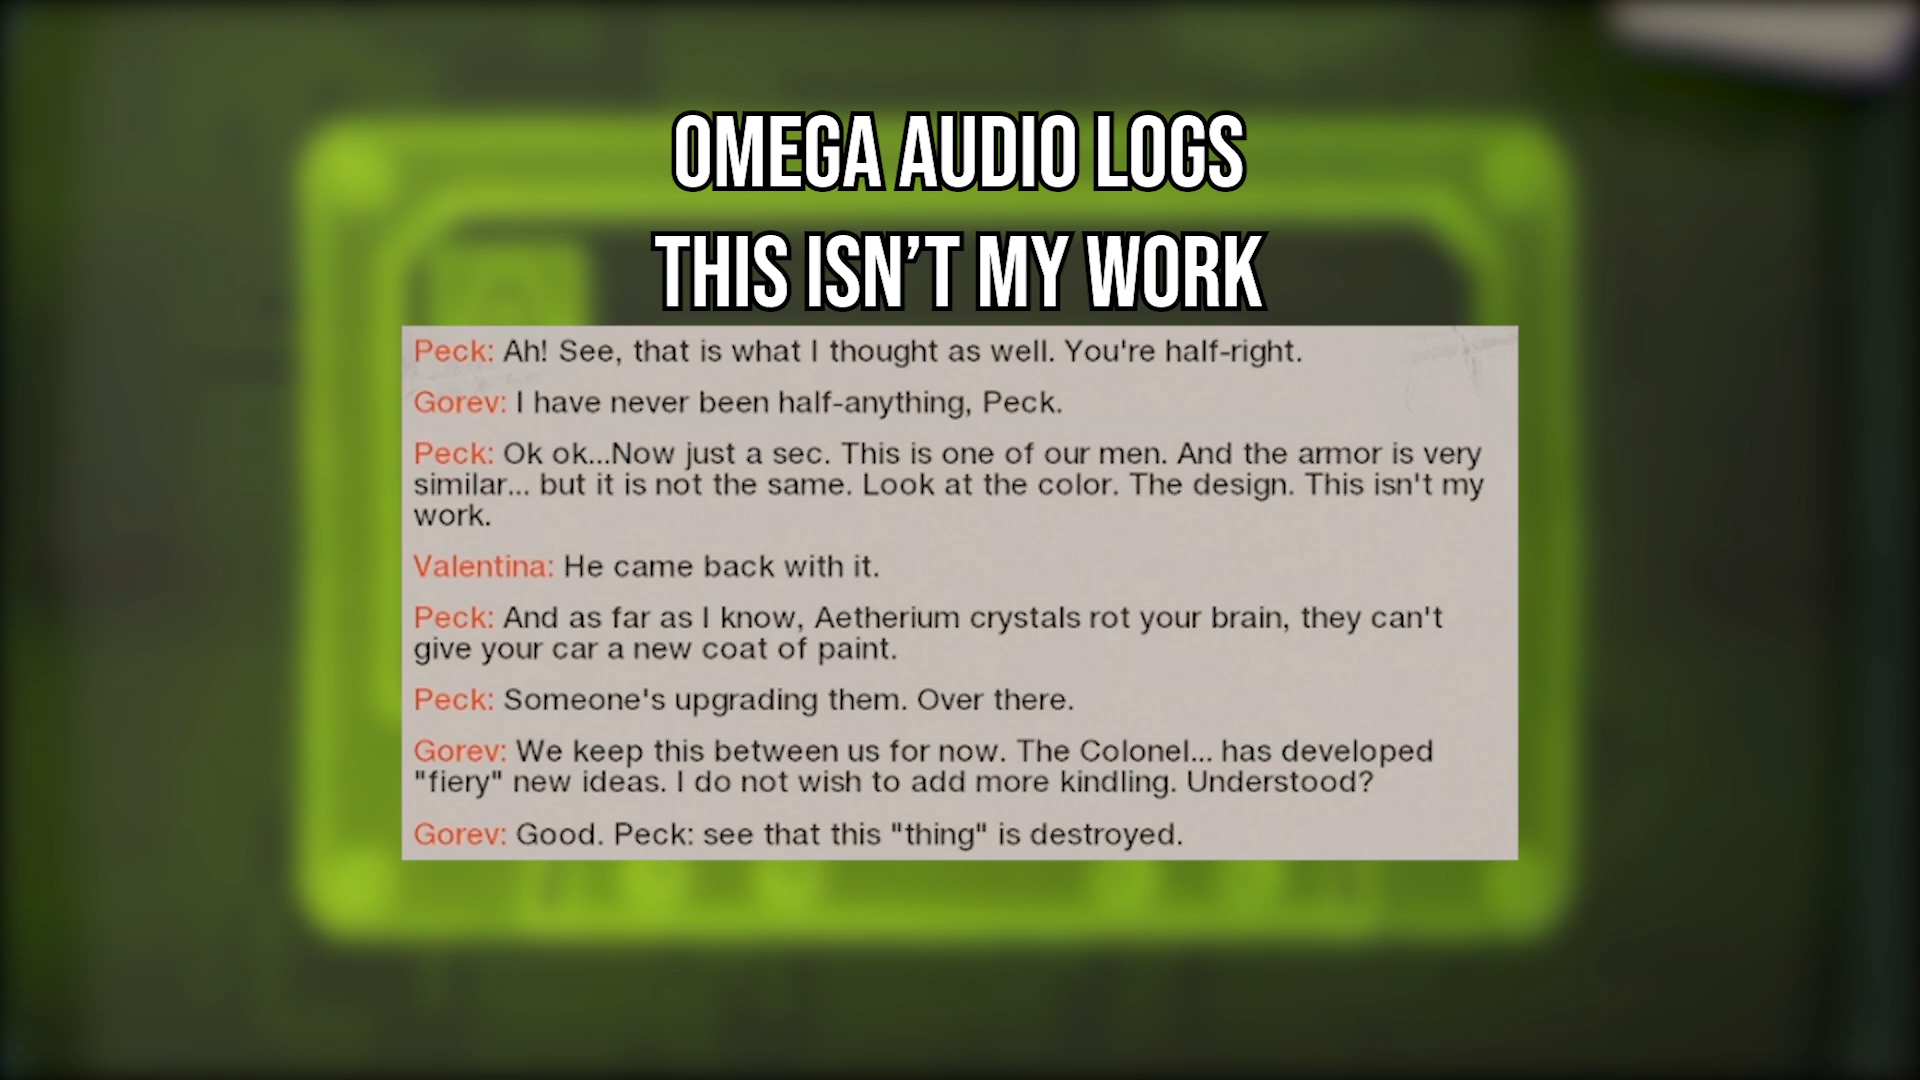 OMEGA AUDIO LOGS
THIS ISN'T MY WORK
Peck: Ah! See, that is what I thought as well. You're half-right.
Gorev: I have never been half-anything, Peck.
Peck: Ok ok...Now just a sec. This is one of our men. And the armor is very
similar... but it is not the same. Look at the color. The design. This isn't my
work.
Valentina: He came back with it.
Peck: And as far as I know, Aetherium crystals rot your brain, they can't
give your car a new coat of paint.
Peck: Someone's upgrading them. Over there.
Gorev: We keep this between us for now. The Colonel... has developed
"fiery" new ideas. I do not wish to add more kindling. Understood?
Gorev: Good. Peck: see that this "thing" is destroyed.